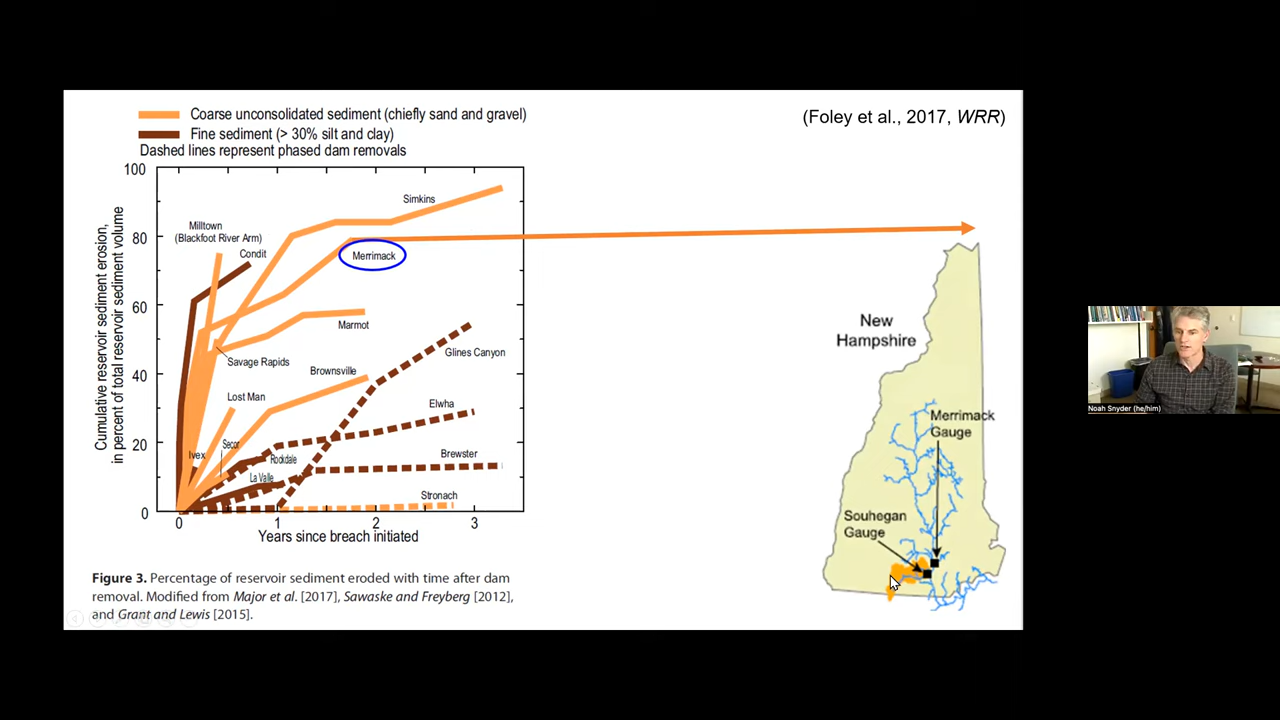 Coarse unconsolidated sediment (chiefly sand and gravel)
Fine sediment (> 30% silt and clay)
Dashed lines represent phased dam removals
(Foley et al., 2017, WRR)
Cumulative reservoir sediment erosion,
in percent of total reservoir sediment volume
100
80
60
40
20
0
Simkins
Milltown
(Blackfoot River Arm)
Condit
Merrimack
Marmot
Savage Rapids
Glines Canyon
Brownsville
Lost Man
Elwha
Ivex
Secor
Rockdale
Brewster
La Valle
Stronach
0
1
2
3
Years since breach initiated
Figure 3. Percentage of reservoir sediment eroded with time after dam
removal. Modified from Major et al. [2017], Sawaske and Freyberg [2012],
and Grant and Lewis [2015].
New
Hampshire
Merrimack
Gauge
Souhegan
Gauge
Noah Snyder (he/him)